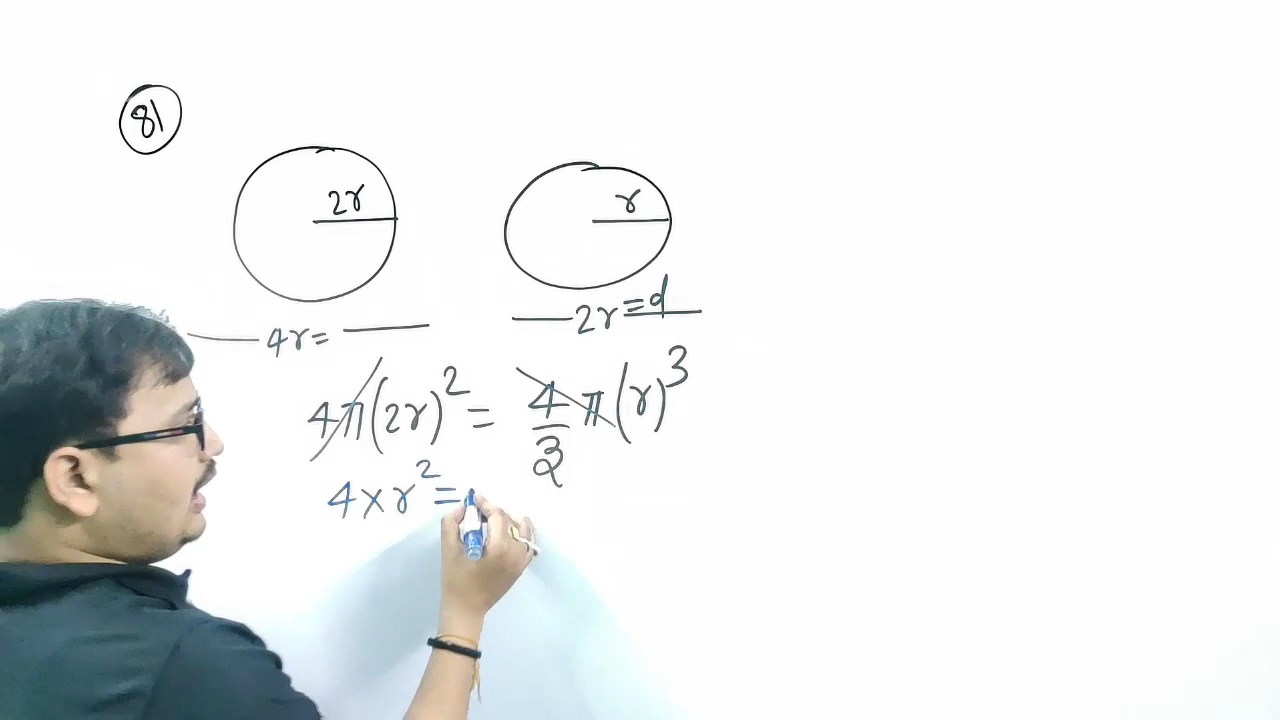 81
2r
r
4r=
2r=d
4π(2r)²= 4/3 π(r)³
4×r²=